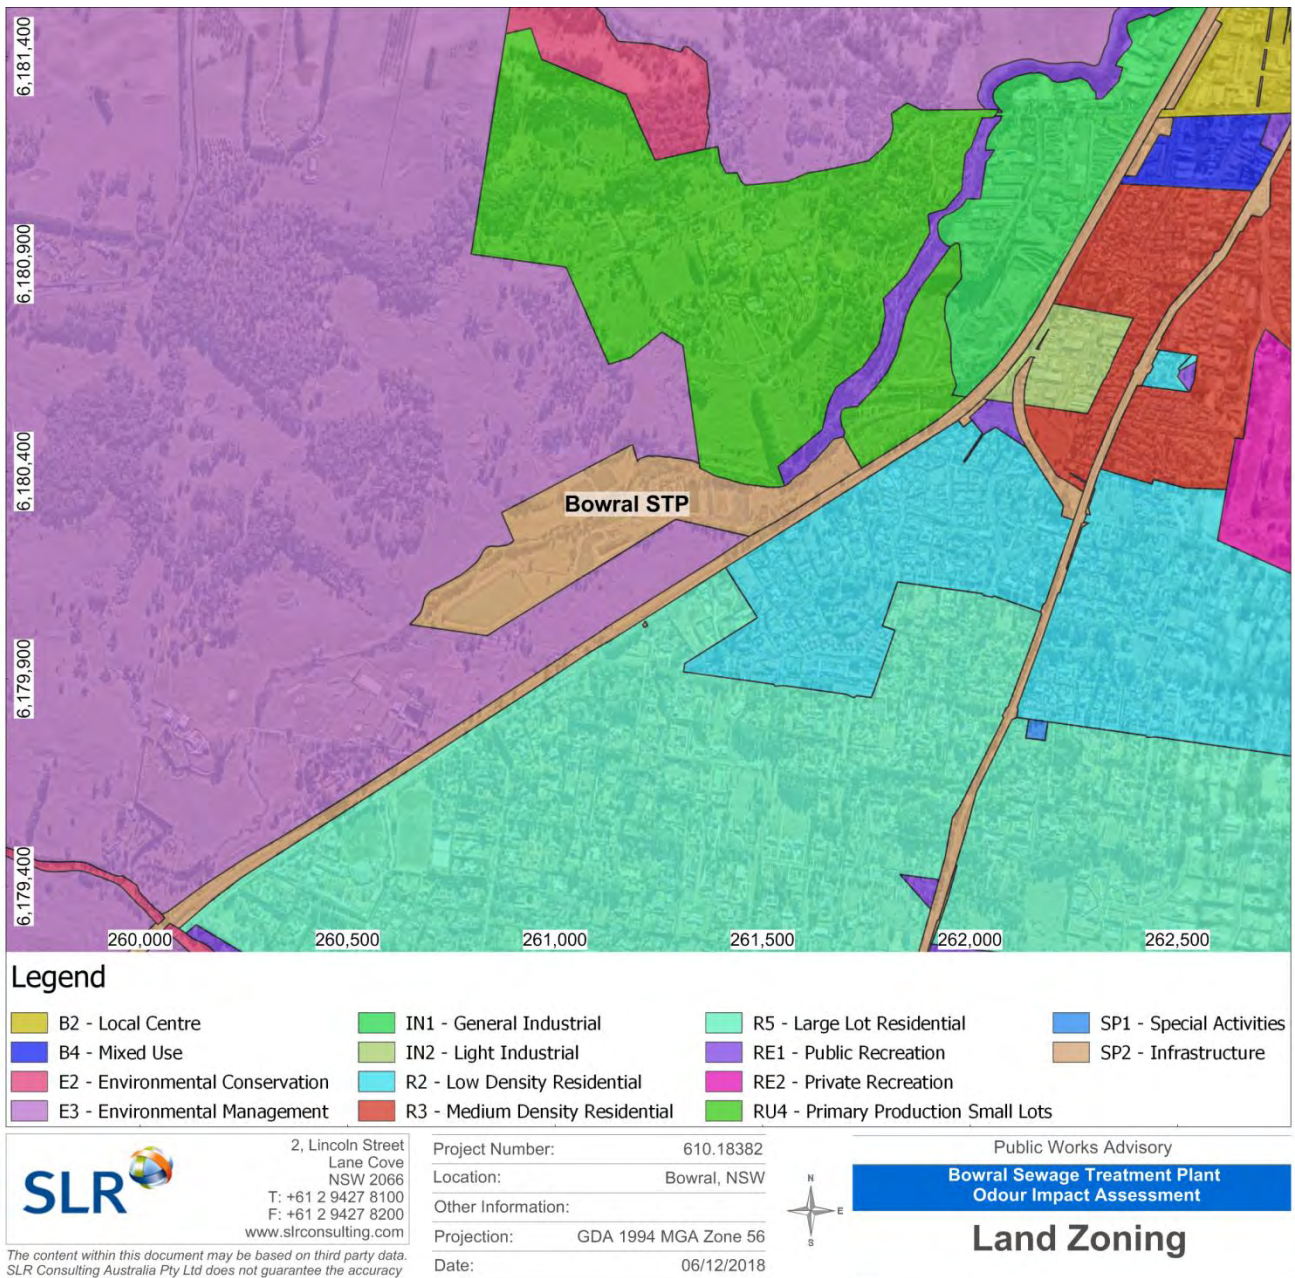 6,181,400
6,180,900
6,180,400
6,179,900
6,179,400
Bowral STP
260,000
260,500
261,000
261,500
262,000
262,500
Legend
B2 - Local Centre
B4 - Mixed Use
E2 - Environmental Conservation
E3 - Environmental Management
IN1 - General Industrial
IN2 - Light Industrial
R2 - Low Density Residential
R3 - Medium Density Residential
R5 - Large Lot Residential
RE1 - Public Recreation
RE2 - Private Recreation
RU4 - Primary Production Small Lots
SP1 - Special Activities
SP2 - Infrastructure
SLR
2, Lincoln Street
Lane Cove
NSW 2066
T: +61 2 9427 8100
F: +61 2 9427 8200
www.slrconsulting.com
The content within this document may be based on third party data.
SLR Consulting Australia Pty Ltd does not guarantee the accuracy
Project Number: 610.18382
Location: Bowral, NSW
Other Information:
Projection: GDA 1994 MGA Zone 56
Date: 06/12/2018
N
E
S
Public Works Advisory
Bowral Sewage Treatment Plant
Odour Impact Assessment
Land Zoning